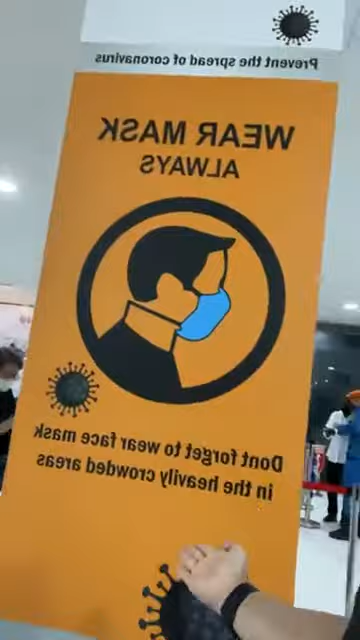 Prevent the spread of coronavirus
WEAR MASK
ALWAYS
Dont forget to wear face mask
in the heavily crowded areas